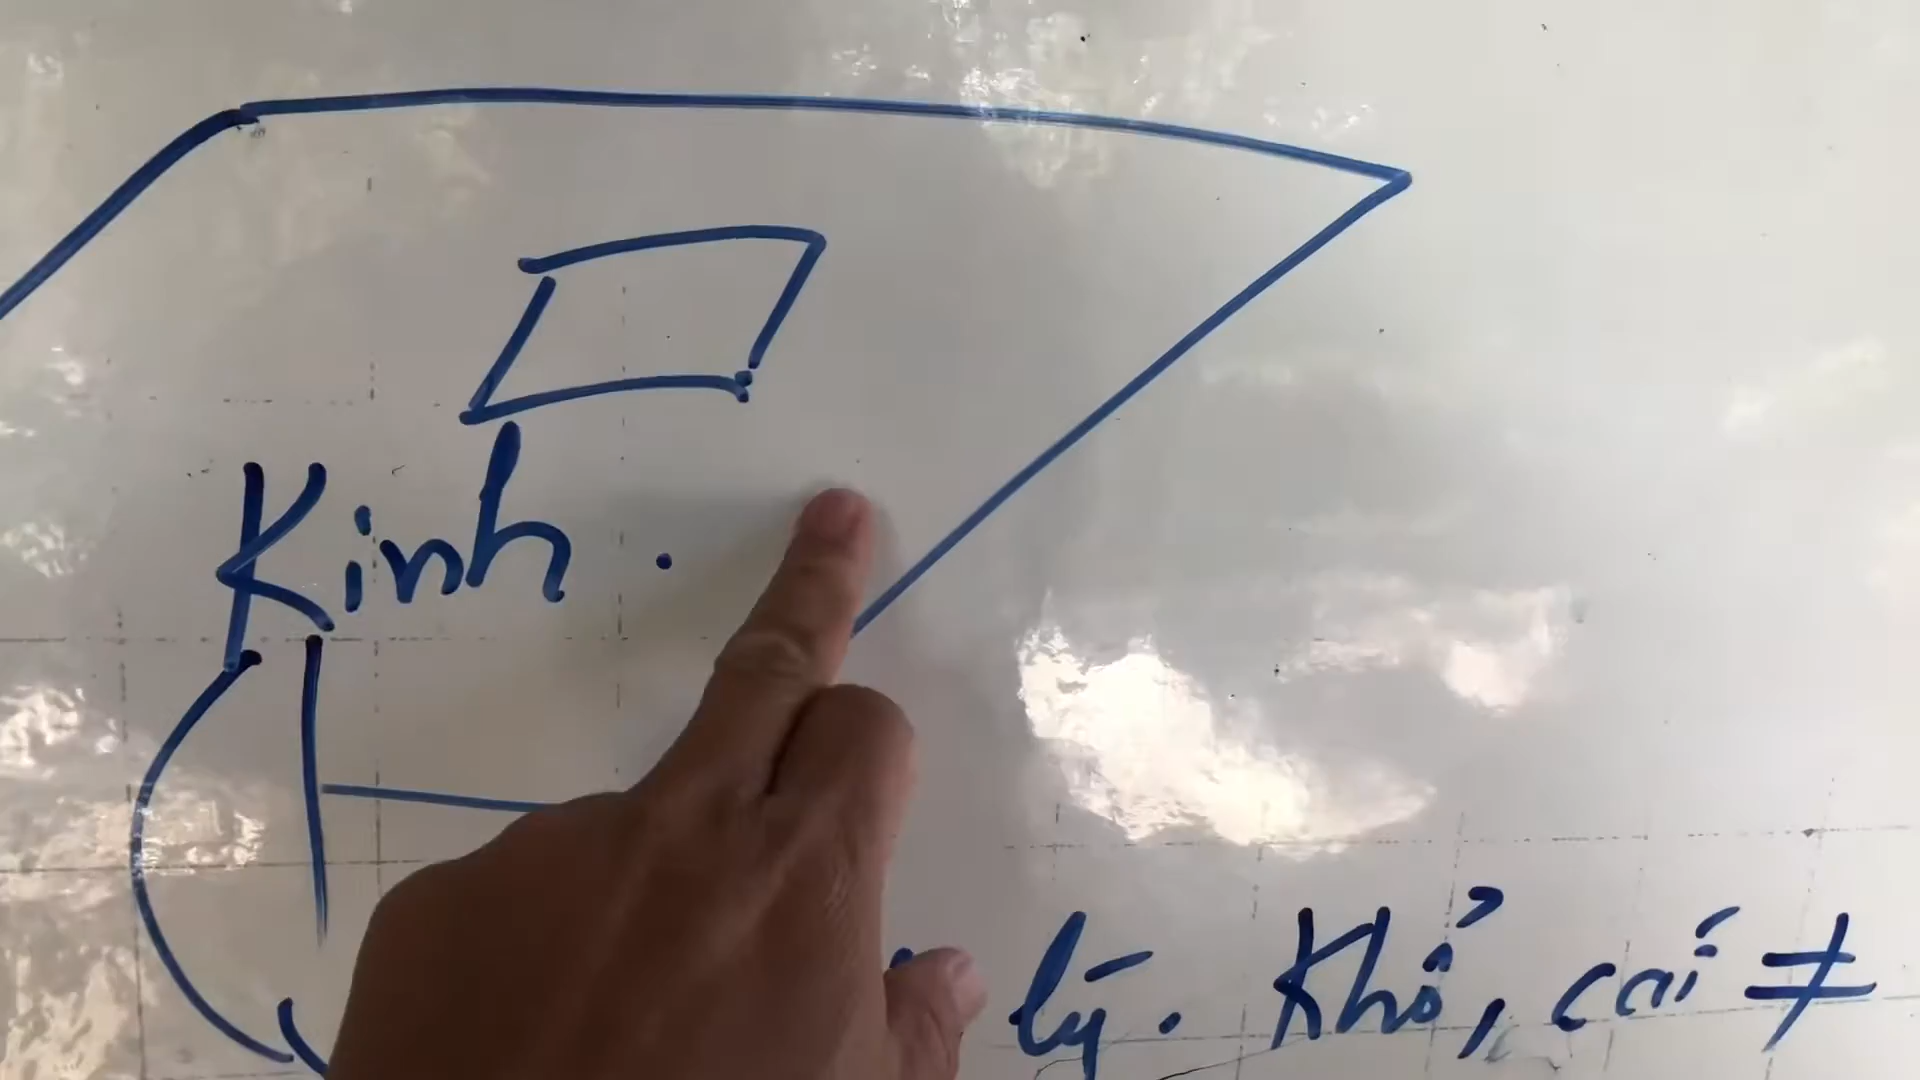 Kinh.
lý. Khổ, cái ≠